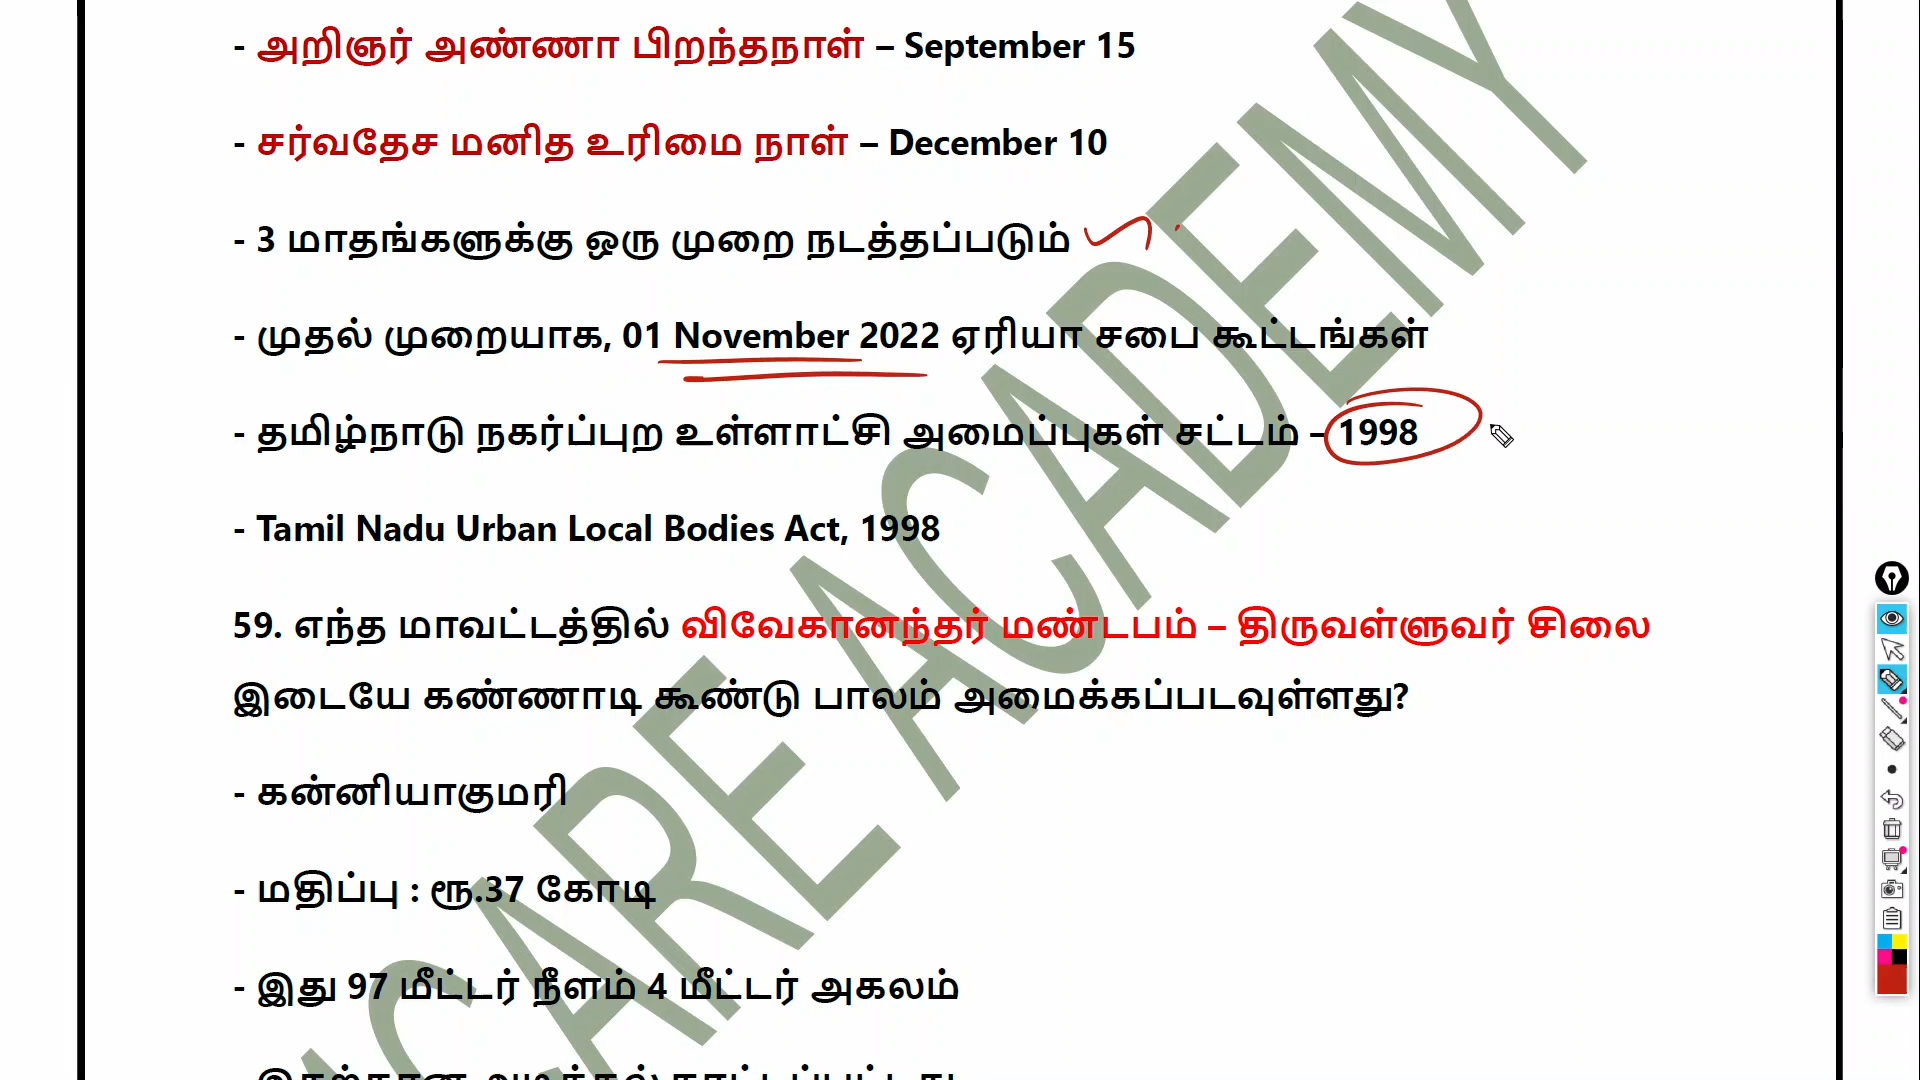 - அறிஞர் அண்ணா பிறந்தநாள் – September 15
- சர்வதேச மனித உரிமை நாள் – December 10
- 3 மாதங்களுக்கு ஒரு முறை நடத்தப்படும்
- முதல் முறையாக, 01 November 2022 ஏரியா சபை கூட்டங்கள்
- தமிழ்நாடு நகர்ப்புற உள்ளாட்சி அமைப்புகள் சட்டம் – 1998
- Tamil Nadu Urban Local Bodies Act, 1998
59. எந்த மாவட்டத்தில் விவேகானந்தர் மண்டபம் – திருவள்ளுவர் சிலை
இடையே கண்ணாடி கூண்டு பாலம் அமைக்கப்படவுள்ளது?
- கன்னியாகுமரி
- மதிப்பு : ரூ.37 கோடி
- இது 97 மீட்டர் நீளம் 4 மீட்டர் அகலம்
CARE ACADEMY